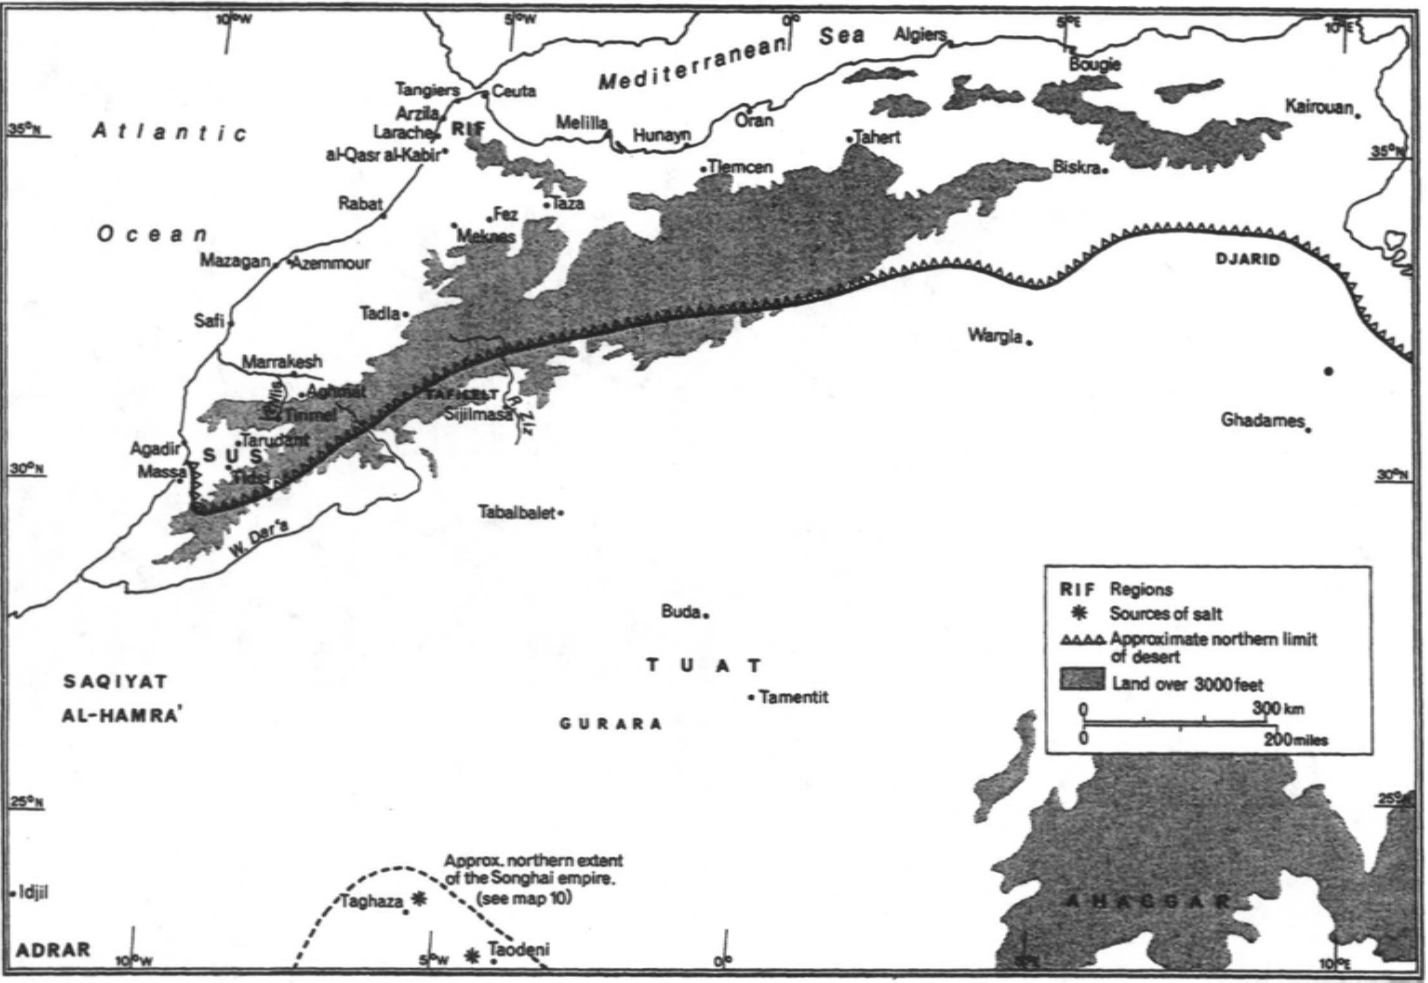 10°W
5°W
0°
5°E
10°E
Mediterranean Sea
Algiers
Bougie
Tangiers
Ceuta
Arzila
Larache
RIF
Melilla
Hunayn
Oran
Kairouan
35°N
Atlantic
al-Qasr al-Kabir
Tahert
35°N
Tlemcen
Biskra
Rabat
Fez
Taza
Meknes
Ocean
Mazagan
Azemmour
DJARID
Safi
Tadla
Wargla
Marrakesh
Aghmat
TAFILELT
Tinmel
Sijilmasa
R. Ziz
Ghadames
Agadir
Tarudant
SUS
Massa
Tidsi
30°N
30°N
Tabalbalet
W. Dar'a
Buda
TUAT
Tamentit
GURARA
SAQIYAT
AL-HAMRA'
RIF Regions
Sources of salt
Approximate northern limit
of desert
Land over 3000 feet
0 300 km
0 200 miles
25°N
25°N
Approx. northern extent
of the Songhai empire.
(see map 10)
Idjil
Taghaza
AHAGGAR
ADRAR
Taodeni
10°W
5°W
0°
5°E
10°E